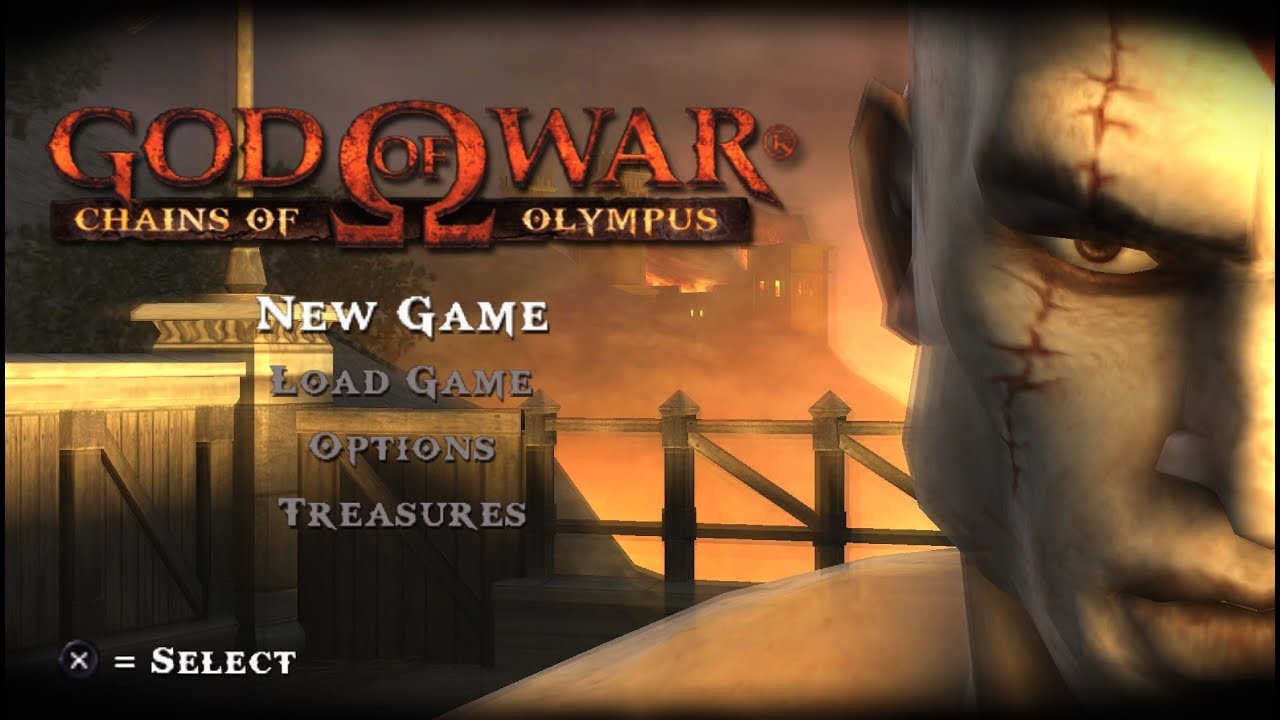 GOD OF WAR®
CHAINS OF OLYMPUS
NEW GAME
LOAD GAME
OPTIONS
TREASURES
X = SELECT